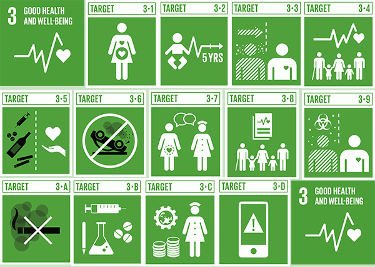 3 GOOD HEALTH
AND WELL-BEING
TARGET 3·1
TARGET 3·2
5 YRS
TARGET 3·3
TARGET 3·4
TARGET 3·5
TARGET 3·6
TARGET 3·7
TARGET 3·8
TARGET 3·9
TARGET 3·A
TARGET 3·B
TARGET 3·C
TARGET 3·D
3 GOOD HEALTH
AND WELL-BEING